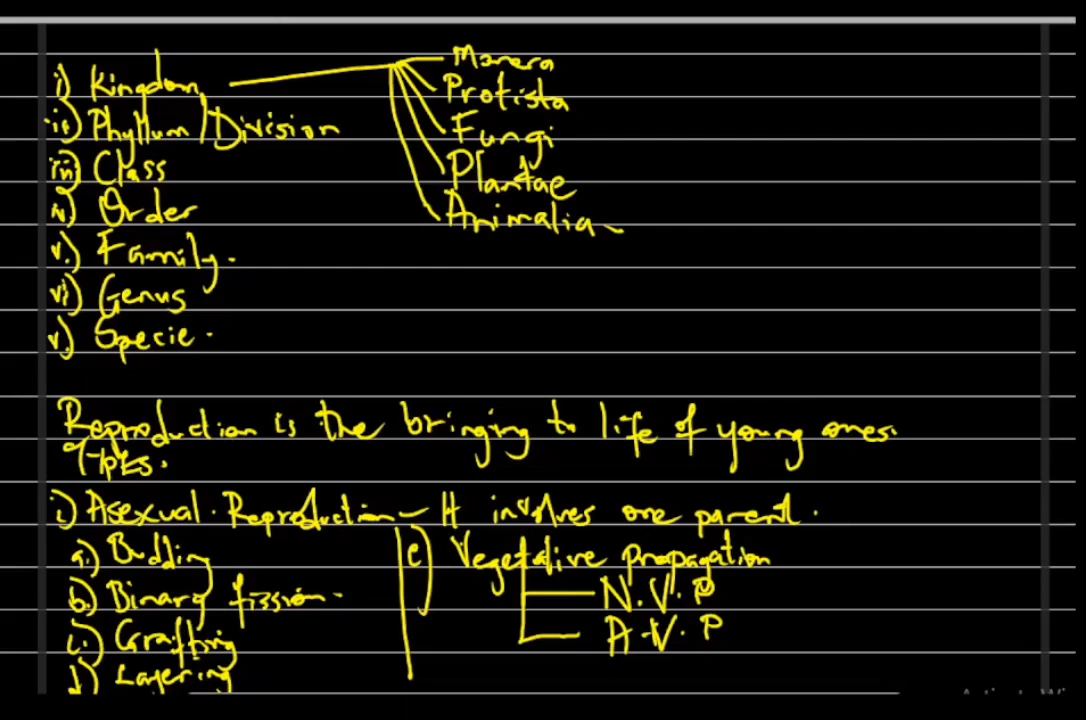 i) Kingdom
Monera
Protista
Fungi
Plantae
Animalia
ii) Phyllum / Division
iii) Class
iv) Order
v.) Family.
vi) Genus
v.) Specie.
Reproduction is the bringing to life of young ones.
Types.
i) Asexual. Reproduction - It involves one parent.
a.) Budding
b.) Binary fission.
c.) Grafting
d.) Layering
e) Vegetative propagation
N.V.P
A.V.P